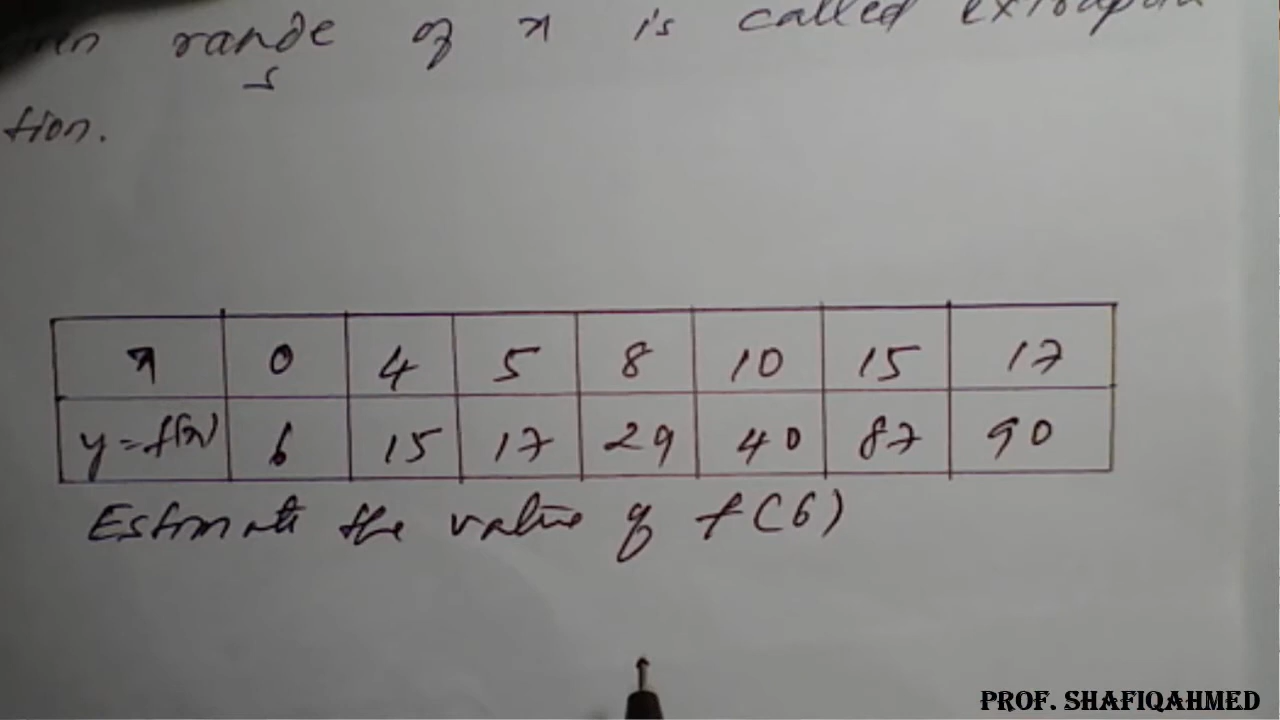 range of x is called extrapola
tion.
x 0 4 5 8 10 15 17
y = f(x) 6 15 17 29 40 87 90
Estimate the value of f(6)
PROF. SHAFIQAHMED